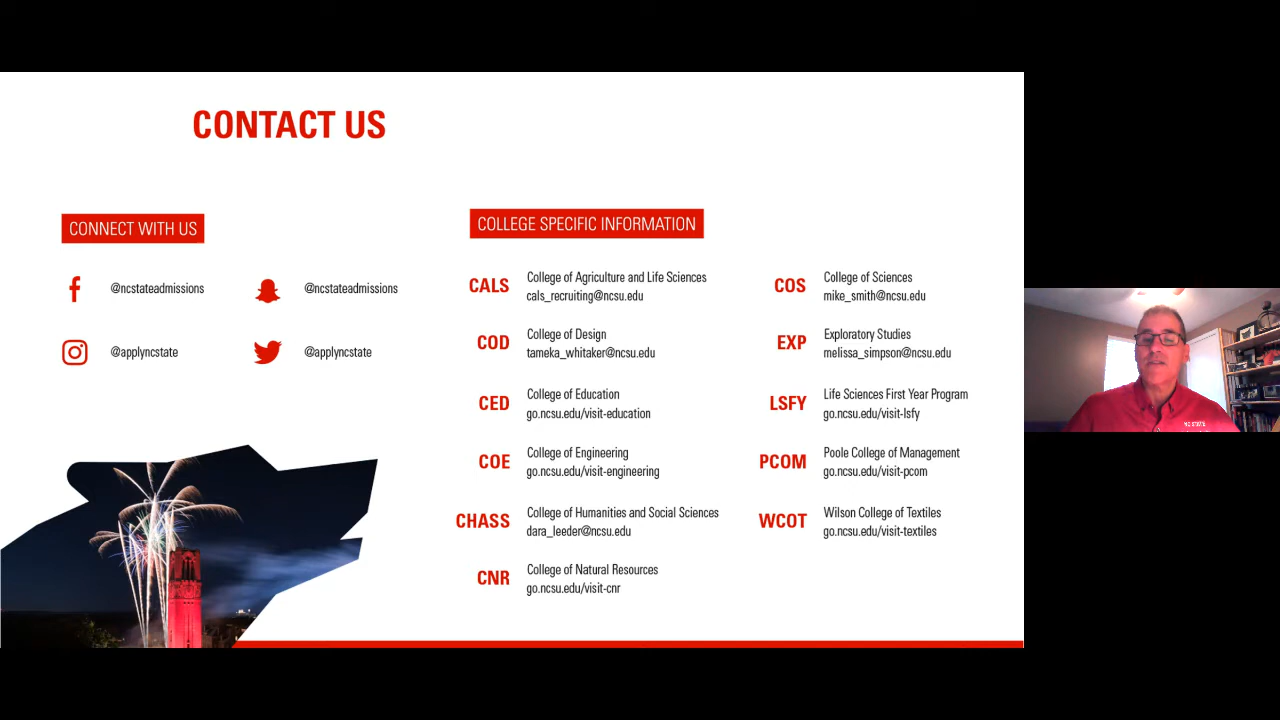 CONTACT US
CONNECT WITH US
@ncstateadmissions
@ncstateadmissions
@applyncstate
@applyncstate
COLLEGE SPECIFIC INFORMATION
CALS
College of Agriculture and Life Sciences
cals_recruiting@ncsu.edu
COD
College of Design
tameka_whitaker@ncsu.edu
CED
College of Education
go.ncsu.edu/visit-education
COE
College of Engineering
go.ncsu.edu/visit-engineering
CHASS
College of Humanities and Social Sciences
dara_leeder@ncsu.edu
CNR
College of Natural Resources
go.ncsu.edu/visit-cnr
COS
College of Sciences
mike_smith@ncsu.edu
EXP
Exploratory Studies
melissa_simpson@ncsu.edu
LSFY
Life Sciences First Year Program
go.ncsu.edu/visit-lsfy
PCOM
Poole College of Management
go.ncsu.edu/visit-pcom
WCOT
Wilson College of Textiles
go.ncsu.edu/visit-textiles
NC STATE